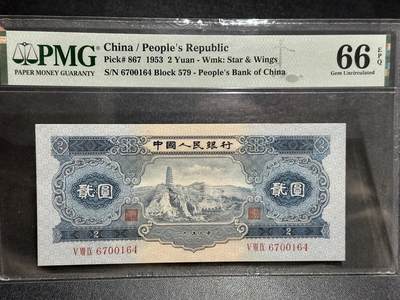 PMG
PAPER MONEY GUARANTY
China / People's Republic
Pick# 867 1953 2 Yuan - Wmk: Star & Wings
S/N 6700164 Block 579 - People's Bank of China
66 EPQ
Gem Uncirculated
中國人民銀行
貳圓 貳圓
2 2
V VII IX 6700164